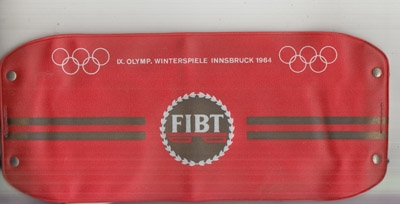 IX. OLYMP. WINTERSPIELE INNSBRUCK 1964
FIBT